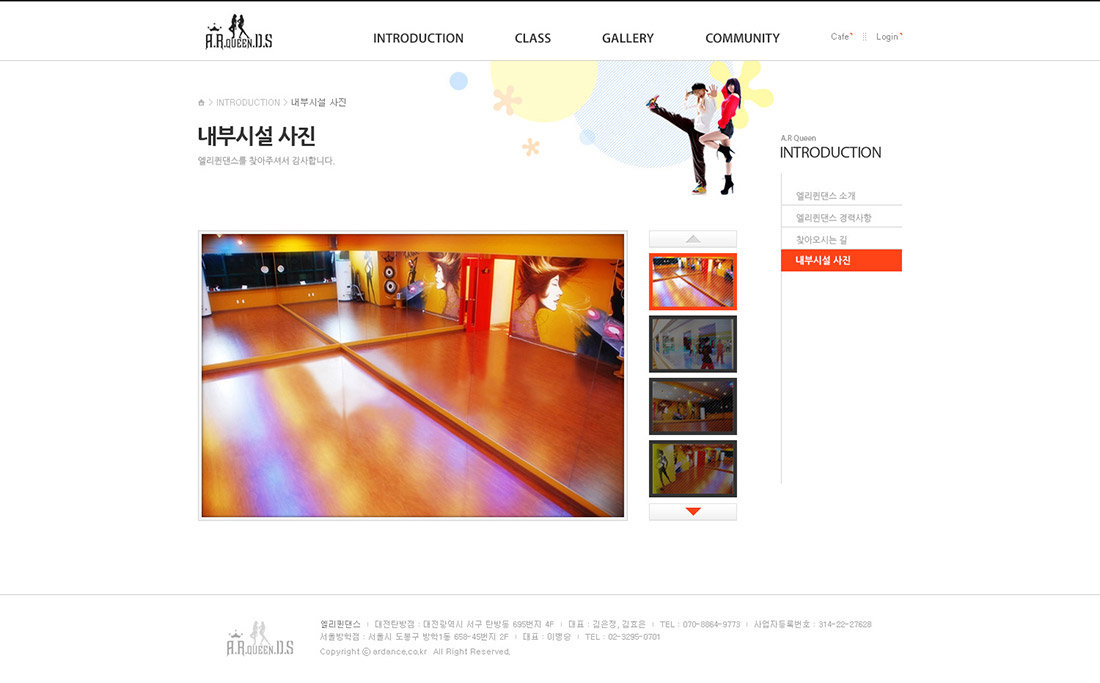 A.R.QUEEN.D.S
INTRODUCTION CLASS GALLERY COMMUNITY Cafe Login
> INTRODUCTION > 내부시설 사진
내부시설 사진
엘리퀸댄스를 찾아주셔서 감사합니다.
A.R Queen
INTRODUCTION
엘리퀸댄스 소개
엘리퀸댄스 경력사항
찾아오시는 길
내부시설 사진
A.R.QUEEN.D.S
엘리퀸댄스 | 대전탄방점 : 대전광역시 서구 탄방동 695번지 4F | 대표 : 김은정, 김효은 | TEL : 070-8864-9773 | 사업자등록번호 : 314-22-27628
서울방학점 : 서울시 도봉구 방학1동 659-45번지 2F | 대표 : 이명승 | TEL : 02-3295-0701
Copyright ⓒ ardance.co.kr All Right Reserved.